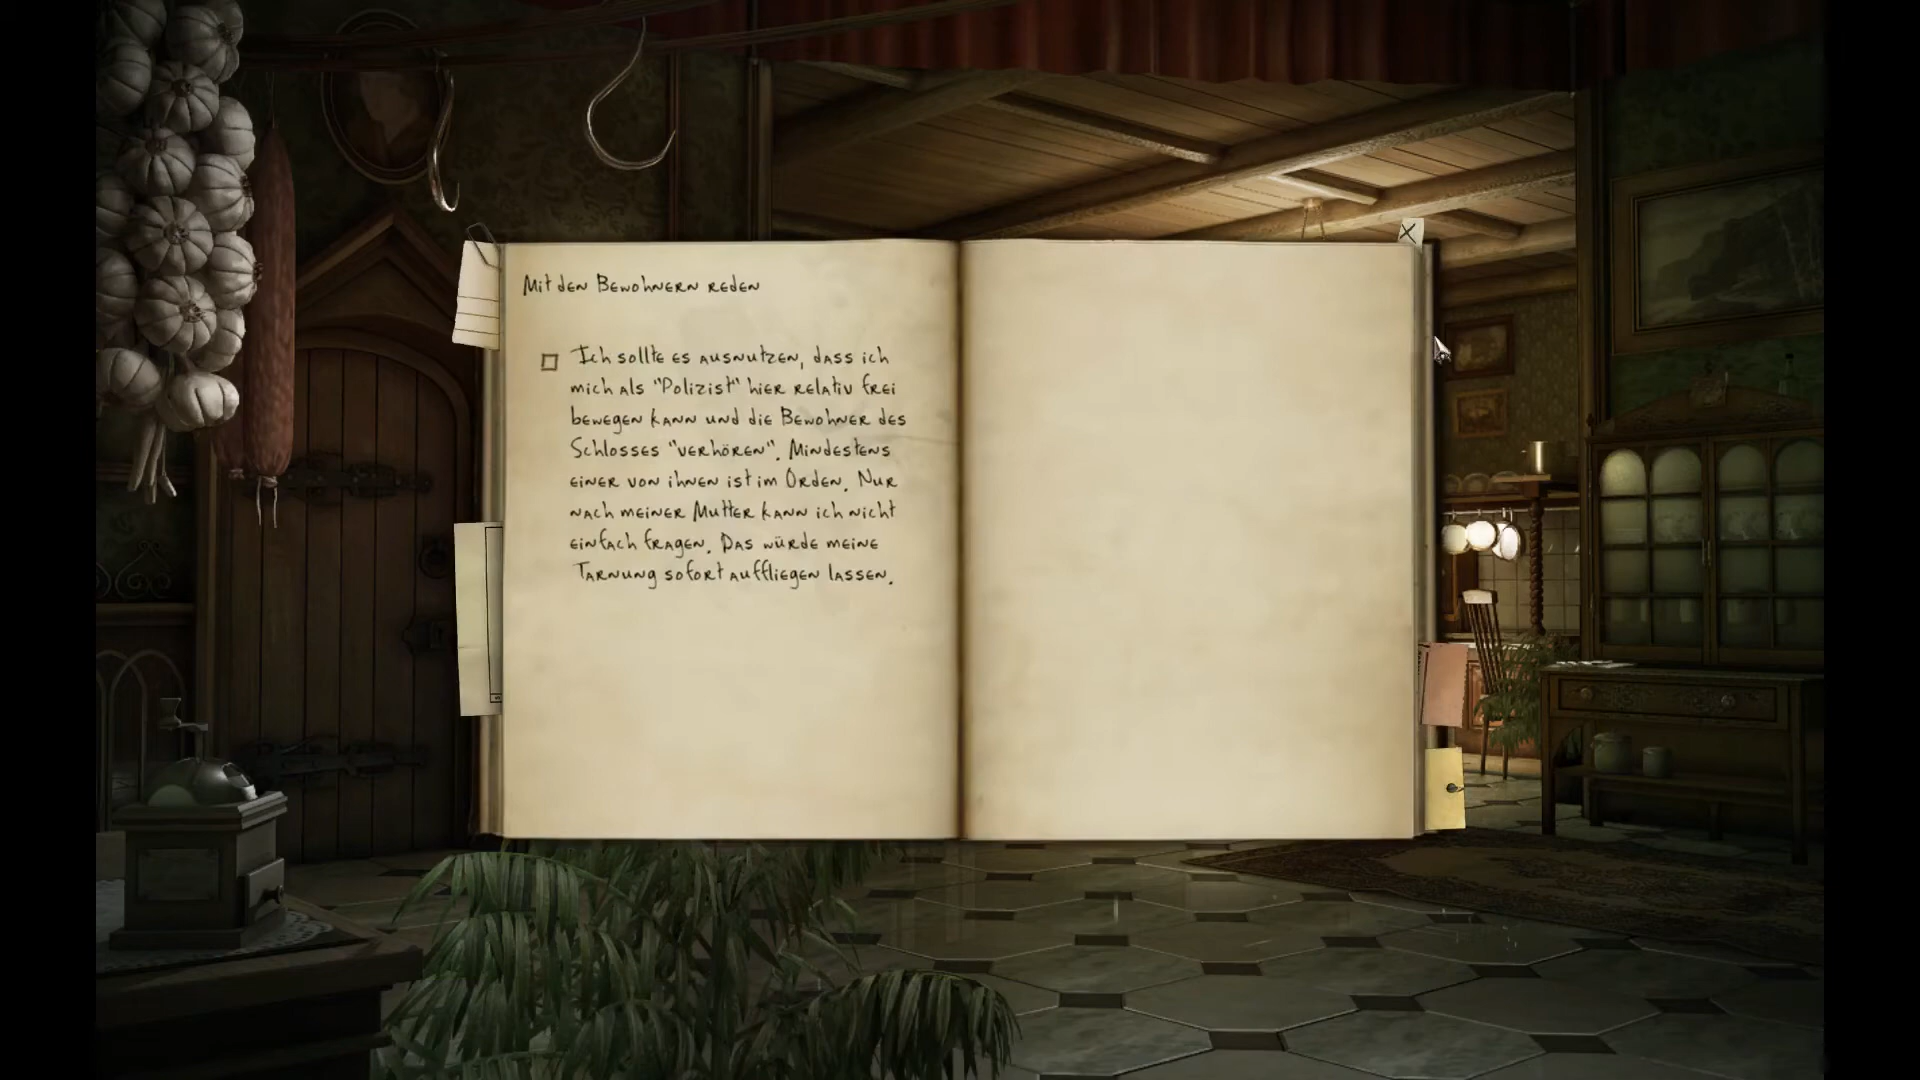 Mit den Bewohnern reden
Ich sollte es ausnutzen, dass ich
mich als "Polizist" hier relativ frei
bewegen kann und die Bewohner des
Schlosses "verhören". Mindestens
einer von ihnen ist im Orden. Nur
nach meiner Mutter kann ich nicht
einfach fragen. Das würde meine
Tarnung sofort auffliegen lassen.